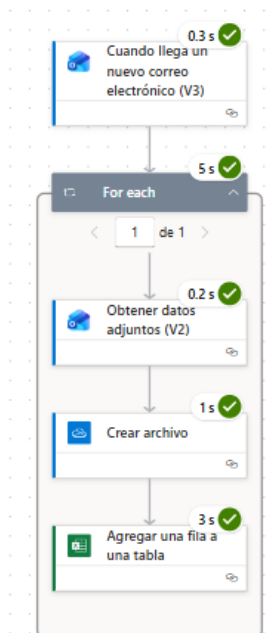 0.3 s
Cuando llega un
nuevo correo
electrónico (V3)
5 s
For each
1 de 1
0.2 s
Obtener datos
adjuntos (V2)
1 s
Crear archivo
3 s
Agregar una fila a
una tabla